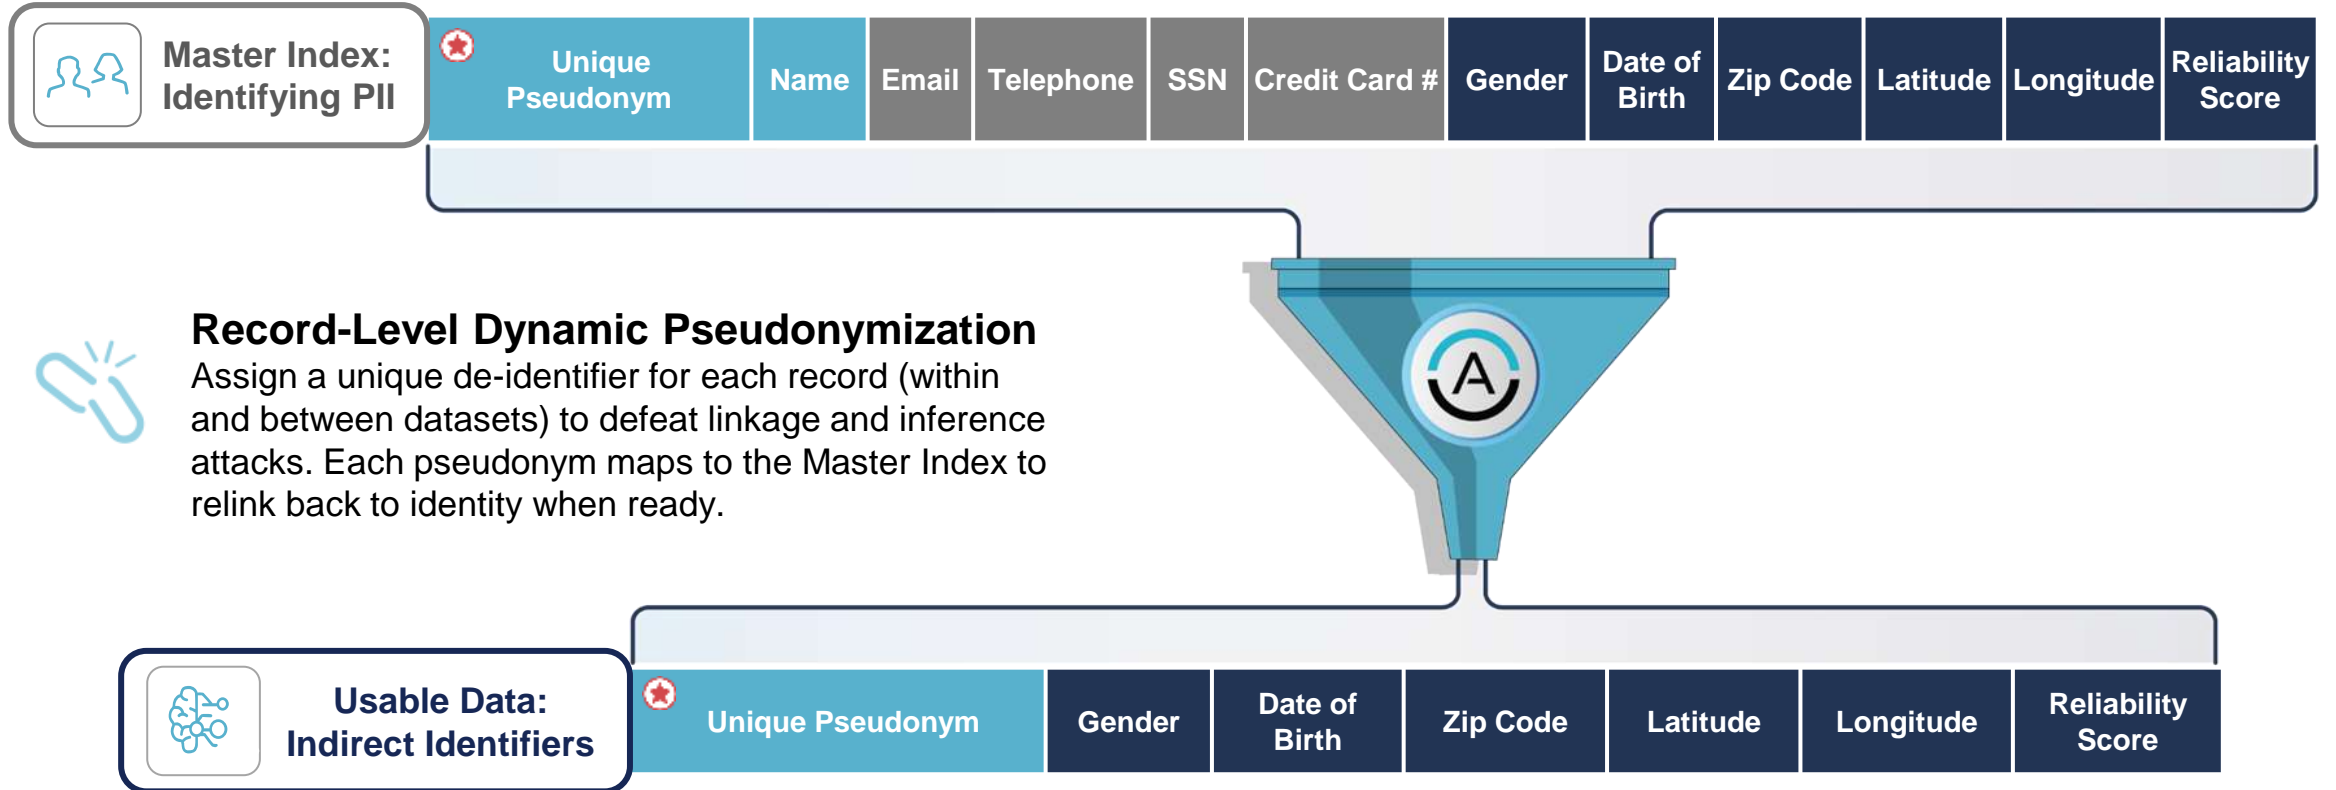 Master Index:
Identifying PII
Unique
Pseudonym
Name
Email
Telephone
SSN
Credit Card #
Gender
Date of
Birth
Zip Code
Latitude
Longitude
Reliability
Score
Record-Level Dynamic Pseudonymization
Assign a unique de-identifier for each record (within
and between datasets) to defeat linkage and inference
attacks. Each pseudonym maps to the Master Index to
relink back to identity when ready.
A
Usable Data:
Indirect Identifiers
Unique Pseudonym
Gender
Date of
Birth
Zip Code
Latitude
Longitude
Reliability
Score